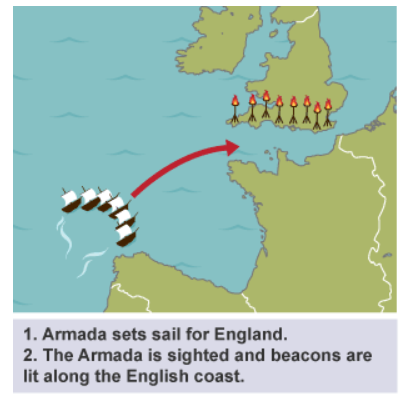 1. Armada sets sail for England.
2. The Armada is sighted and beacons are
lit along the English coast.